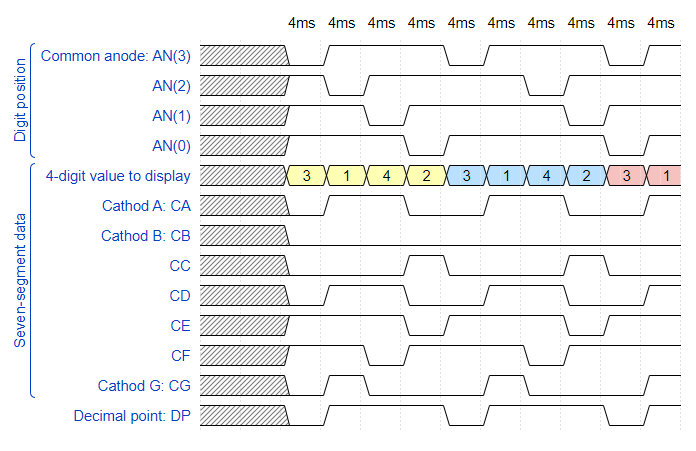 4ms 4ms 4ms 4ms 4ms 4ms 4ms 4ms 4ms 4ms
Digit position
Common anode: AN(3)
AN(2)
AN(1)
AN(0)
Seven-segment data
4-digit value to display 3 1 4 2 3 1 4 2 3 1
Cathod A: CA
Cathod B: CB
CC
CD
CE
CF
Cathod G: CG
Decimal point: DP